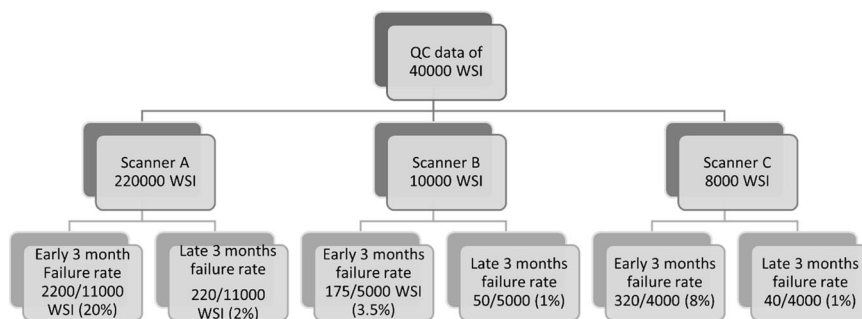 QC data of
40000 WSI
Scanner A
220000 WSI
Scanner B
10000 WSI
Scanner C
8000 WSI
Early 3 month
Failure rate
2200/11000
WSI (20%)
Late 3 months
failure rate
220/11000
WSI (2%)
Early 3 months
failure rate
175/5000 WSI
(3.5%)
Late 3 months
failure rate
50/5000 (1%)
Early 3 months
failure rate
320/4000 (8%)
Late 3 months
failure rate
40/4000 (1%)